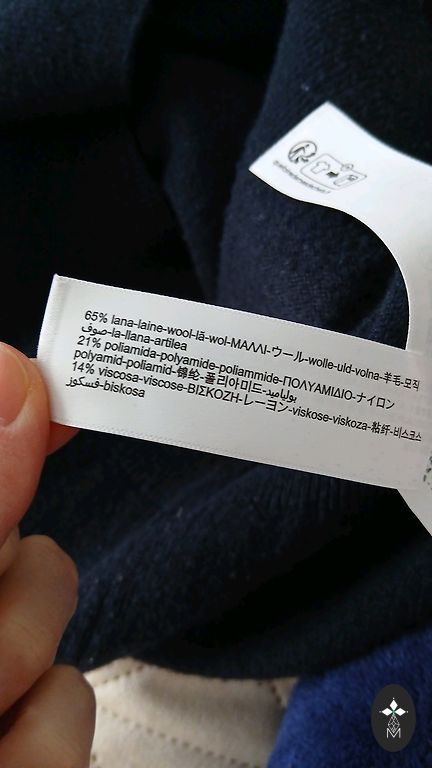 65% lana-laine-wool-lã-wol-ΜΑΛΛΙ-ウール-wolle-uld-volna-羊毛-모직
صوف-la-llana-artilea
21% poliamida-polyamide-poliammide-ΠΟΛΥΑΜΙΔΙΟ-ナイロン
polyamid-poliamid-锦纶-폴리아미드-بولياميد
14% viscosa-viscose-ΒΙΣΚΟΖΗ-レーヨン-viskose-viskoza-粘纤-비스코스
فسكوز-biskosa
M